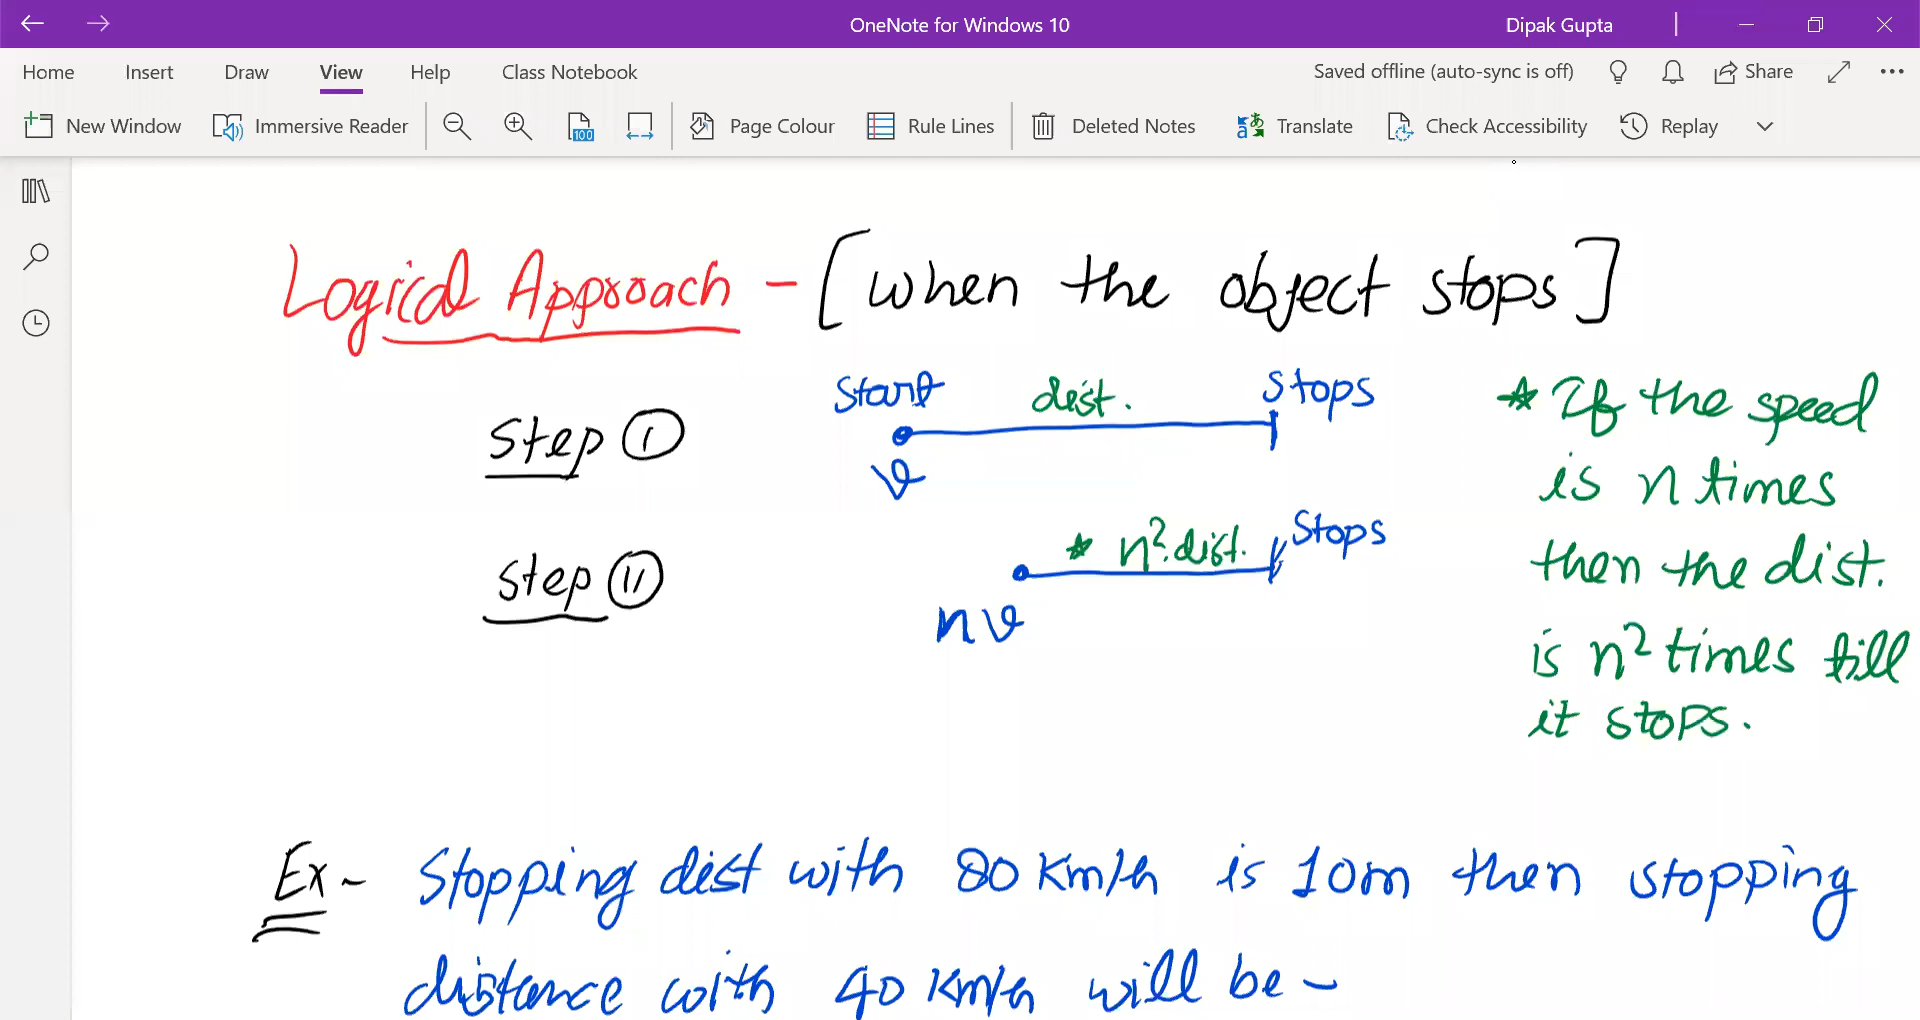 OneNote for Windows 10
Dipak Gupta
Home Insert Draw View Help Class Notebook
Saved offline (auto-sync is off) Share
New Window Immersive Reader 100 Page Colour Rule Lines Deleted Notes Translate Check Accessibility Replay
Logical Approach - [when the object stops]
Step ①
Start dist. Stops
v
Step ⑪
* n². dist. Stops
nv
* If the speed
is n times
then the dist.
is n² times till
it stops.
Ex- Stopping dist with 80 Km/h is 10m then stopping
distance with 40 Km/h will be -